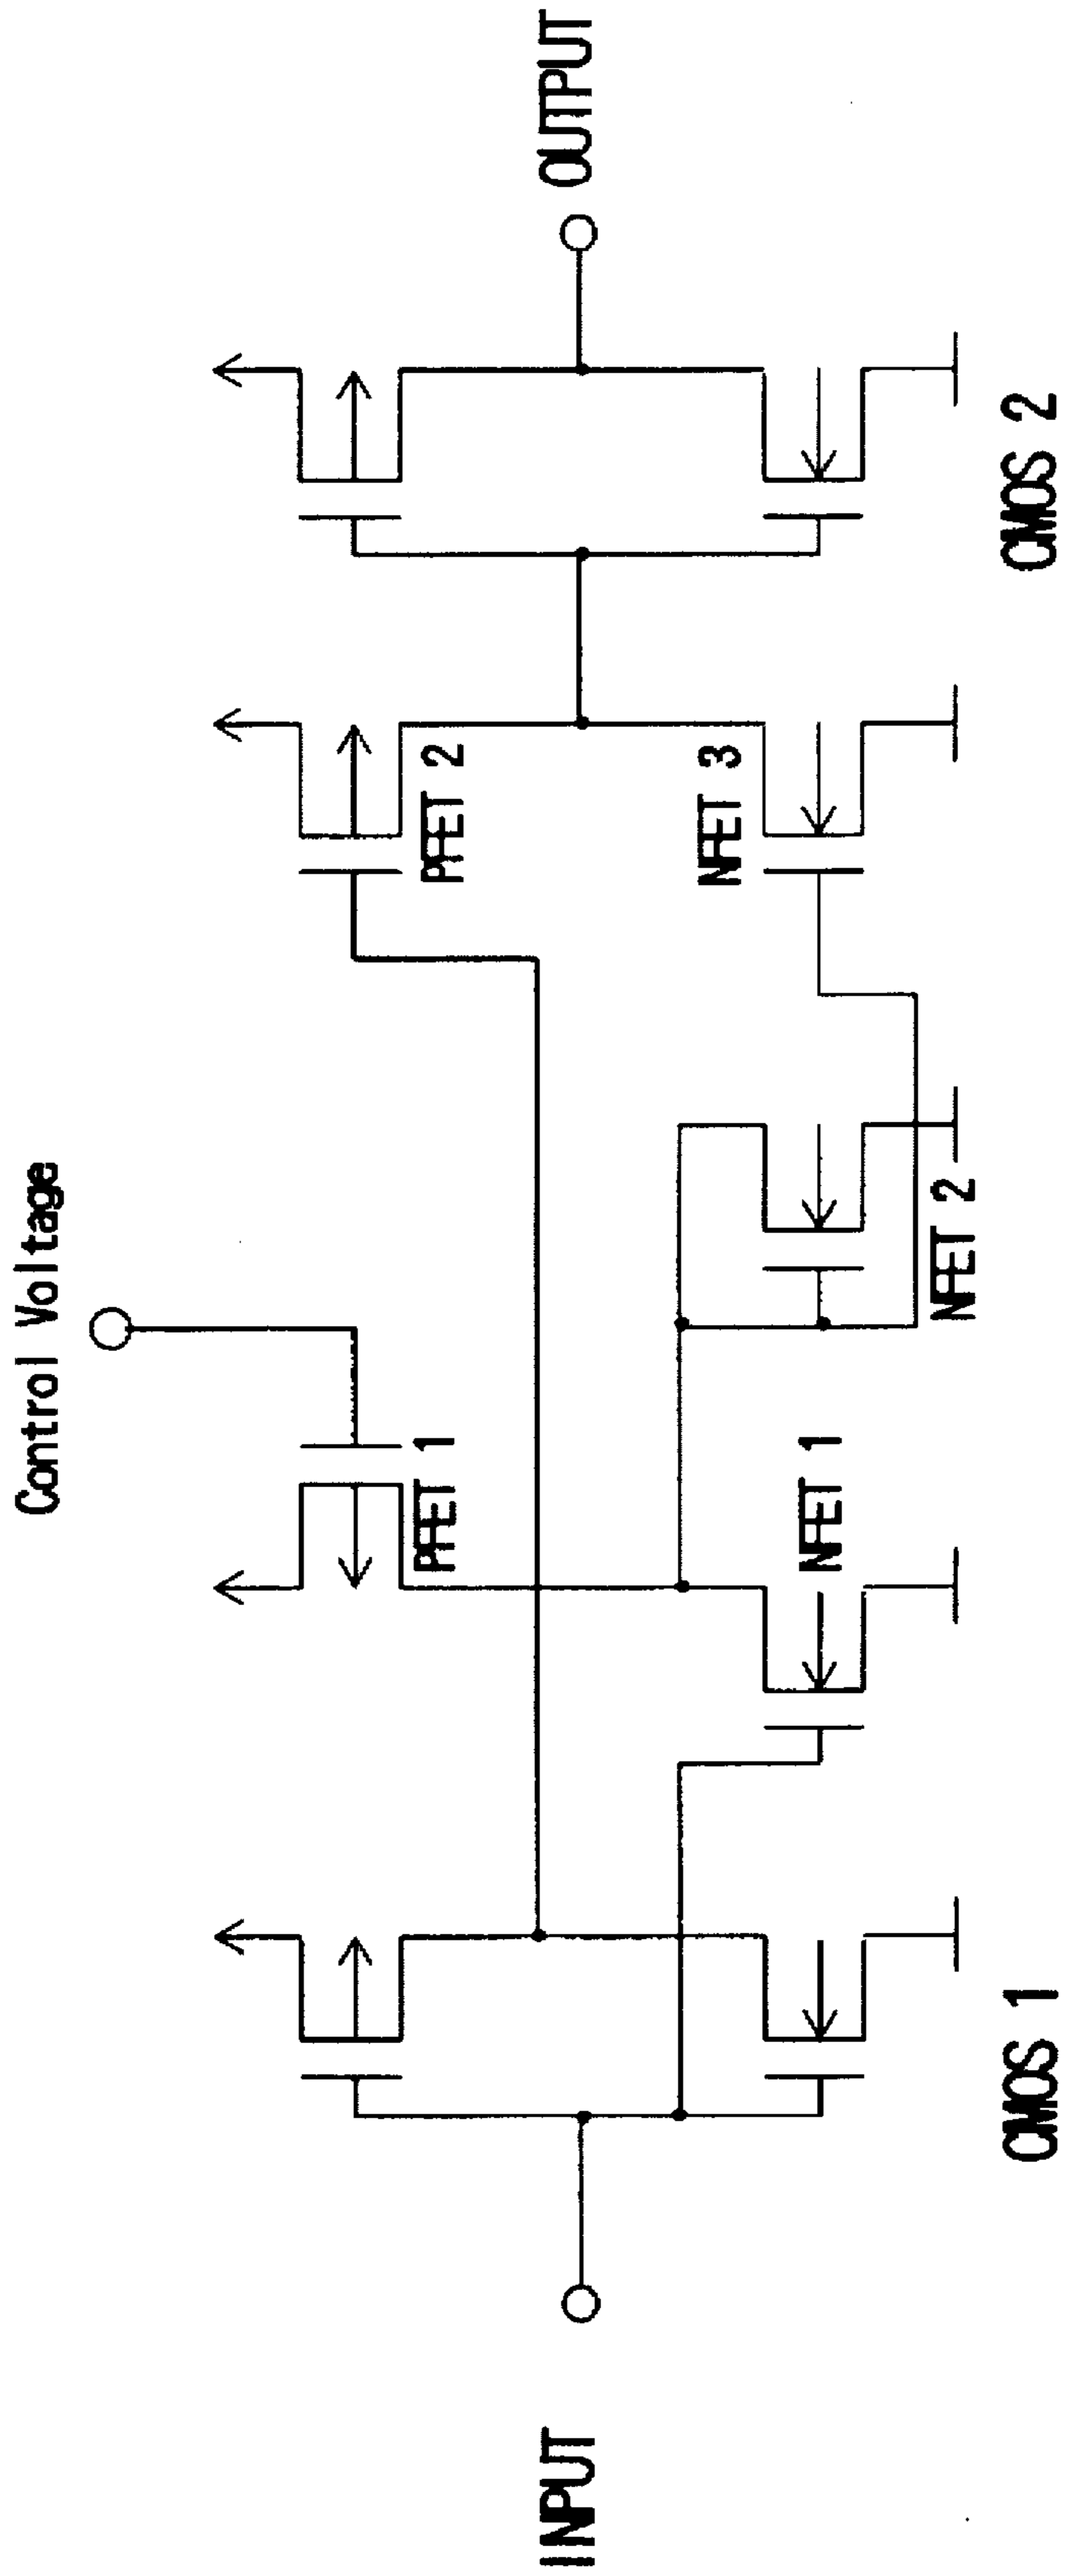 Control Voltage
PFET 1
PFET 2
INPUT
OUTPUT
NFET 1
NFET 3
NFET 2
CMOS 1
CMOS 2